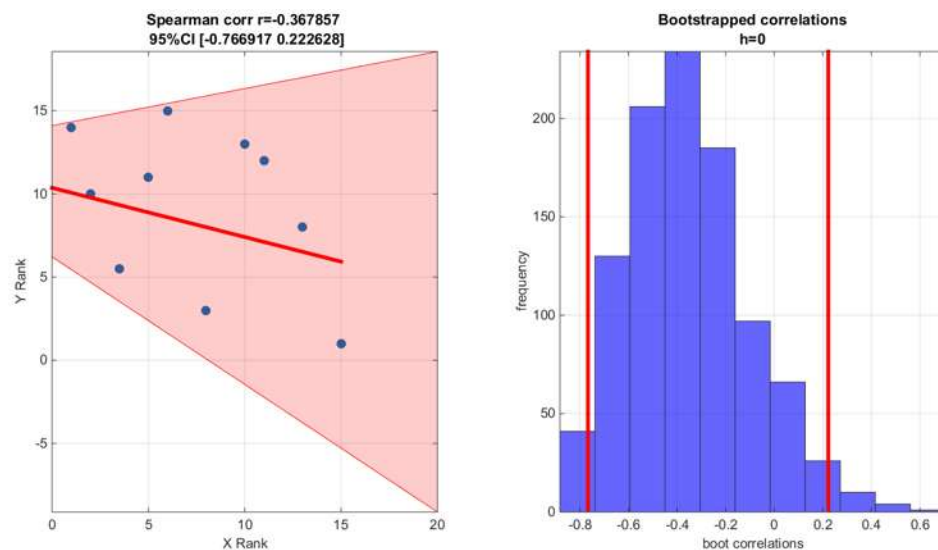 Spearman corr r=-0.367857
95%CI [-0.766917 0.222628]
Y Rank
15
10
5
0
-5
0 5 10 15 20
X Rank
Bootstrapped correlations
h=0
frequency
200
150
100
50
0
-0.8 -0.6 -0.4 -0.2 0 0.2 0.4 0.6
boot correlations